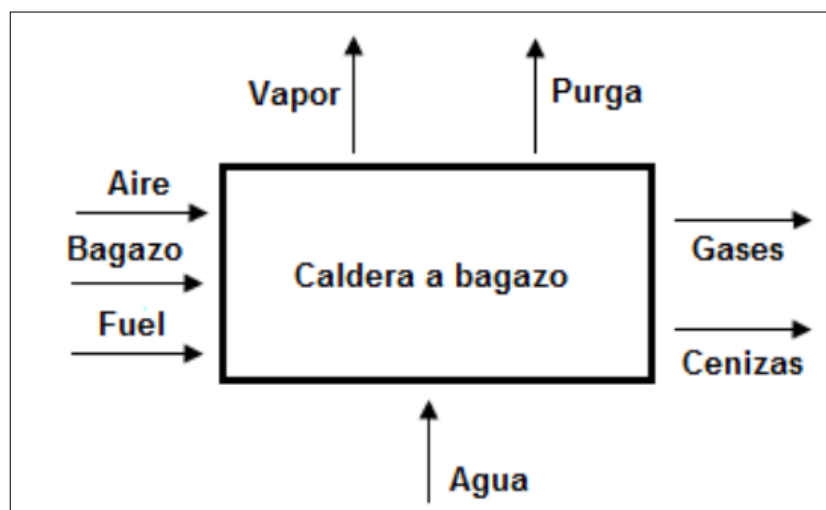 Vapor
Purga
Aire
Bagazo
Fuel
Caldera a bagazo
Gases
Cenizas
Agua